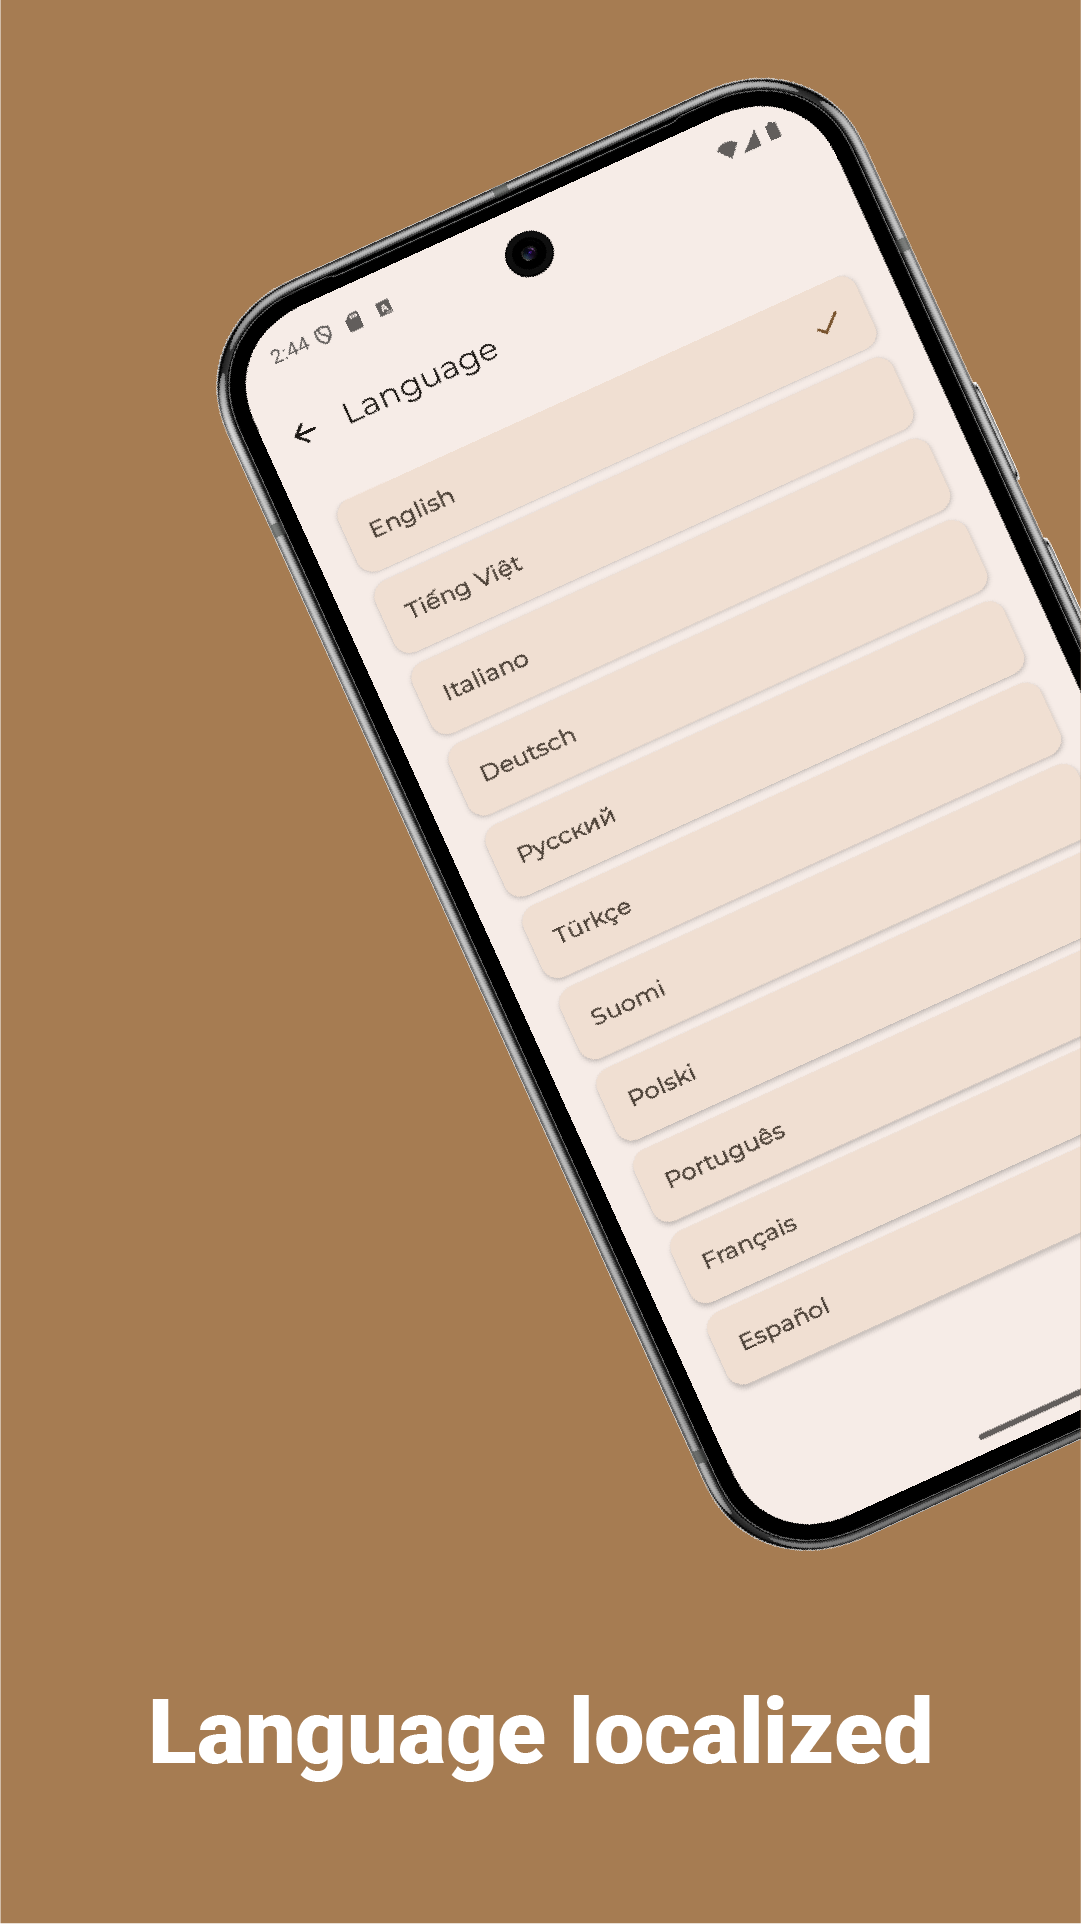 2:44
Language
English
Tiếng Việt
Italiano
Deutsch
Русский
Türkçe
Suomi
Polski
Português
Français
Español
Language localized